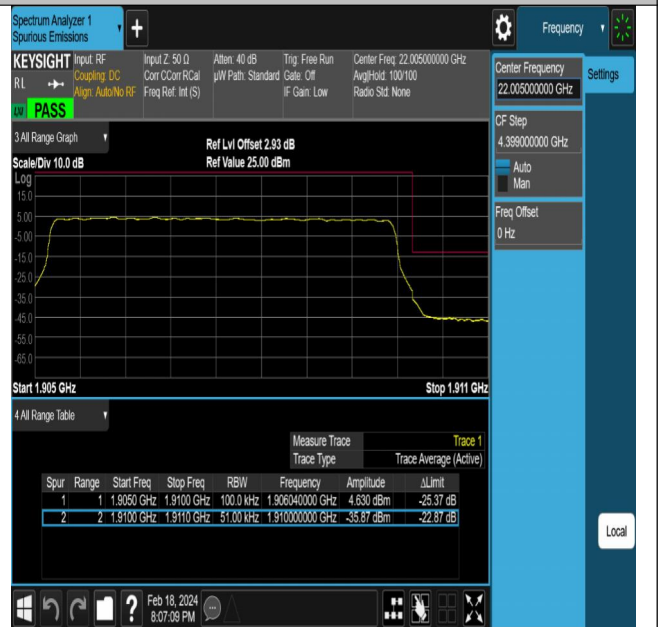 Spectrum Analyzer 1
Spurious Emissions
+
Frequency
KEYSIGHT Input: RF Input Z: 50 Ω Atten: 40 dB Trig: Free Run Center Freq: 22.005000000 GHz
RL Coupling: DC Corr CCorr RCal µW Path: Standard Gate: Off Avg|Hold: 100/100
Align: Auto/No RF Freq Ref: Int (S) IF Gain: Low Radio Std: None
LV PASS
3 All Range Graph
Ref Lvl Offset 2.93 dB
Scale/Div 10.0 dB Ref Value 25.00 dBm
Log
15.0
5.00
-5.00
-15.0
-25.0
-35.0
-45.0
-55.0
-65.0
Start 1.905 GHz Stop 1.911 GHz
4 All Range Table
Measure Trace Trace 1
Trace Type Trace Average (Active)
Spur Range Start Freq Stop Freq RBW Frequency Amplitude ΔLimit
1 1 1.9050 GHz 1.9100 GHz 100.0 kHz 1.906040000 GHz 4.630 dBm -25.37 dB
2 2 1.9100 GHz 1.9110 GHz 51.00 kHz 1.910000000 GHz -35.87 dBm -22.87 dB
Center Frequency
22.005000000 GHz
Settings
CF Step
4.399000000 GHz
Auto
Man
Freq Offset
0 Hz
Local
?
Feb 18, 2024
8:07:09 PM